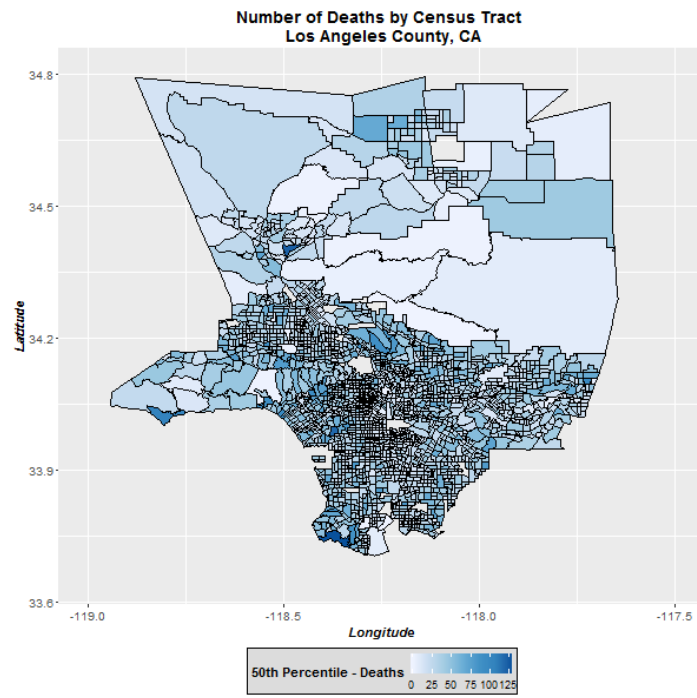 Number of Deaths by Census Tract
Los Angeles County, CA
34.8
34.5
34.2
33.9
33.6
Latitude
-119.0 -118.5 -118.0 -117.5
Longitude
50th Percentile - Deaths
0 25 50 75 100 125